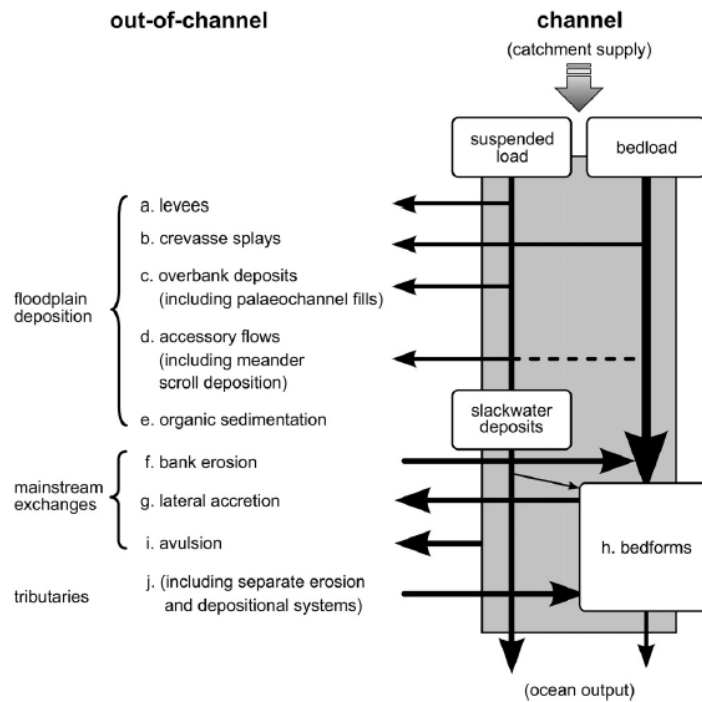 out-of-channel
channel
(catchment supply)
suspended
load
bedload
a. levees
b. crevasse splays
c. overbank deposits
(including palaeochannel fills)
floodplain
deposition
d. accessory flows
(including meander
scroll deposition)
e. organic sedimentation
slackwater
deposits
f. bank erosion
mainstream
exchanges
g. lateral accretion
i. avulsion
h. bedforms
tributaries
j. (including separate erosion
and depositional systems)
(ocean output)